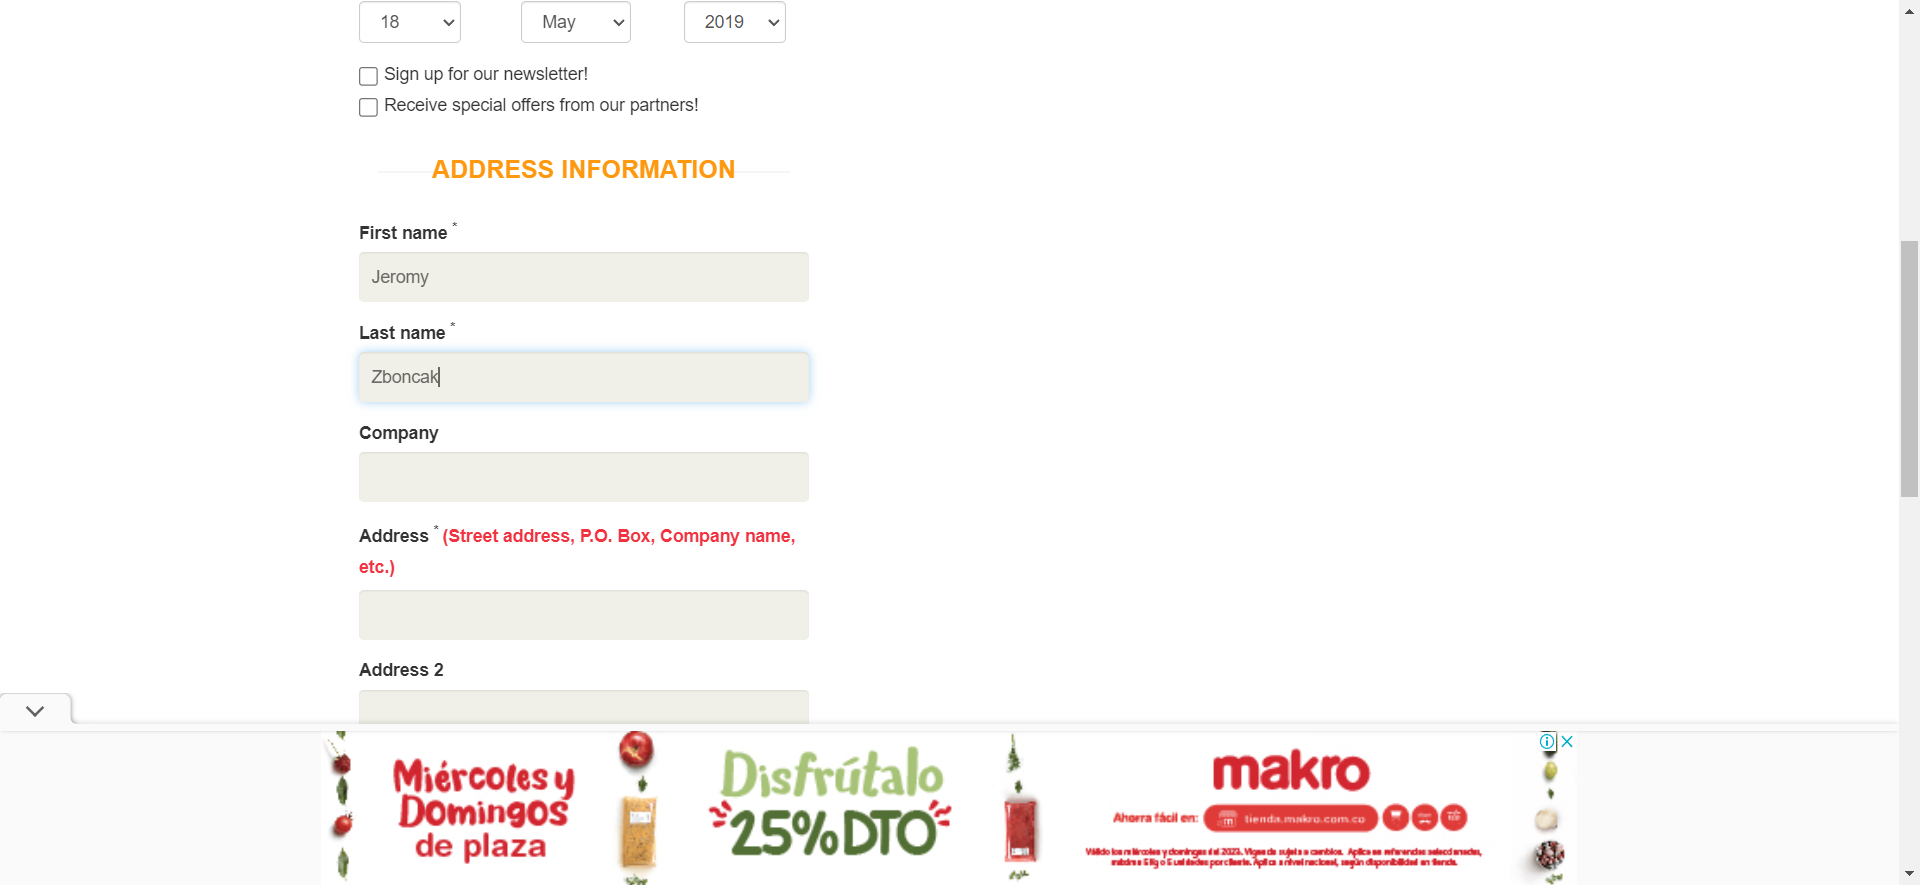 18 May 2019
Sign up for our newsletter!
Receive special offers from our partners!
ADDRESS INFORMATION
First name *
Jeromy
Last name *
Zboncak
Company
Address * (Street address, P.O. Box, Company name,
etc.)
Address 2
Miércoles y
Domingos
de plaza
Disfrútalo
25% DTO
makro
Ahorra fácil en: tienda.makro.com.co